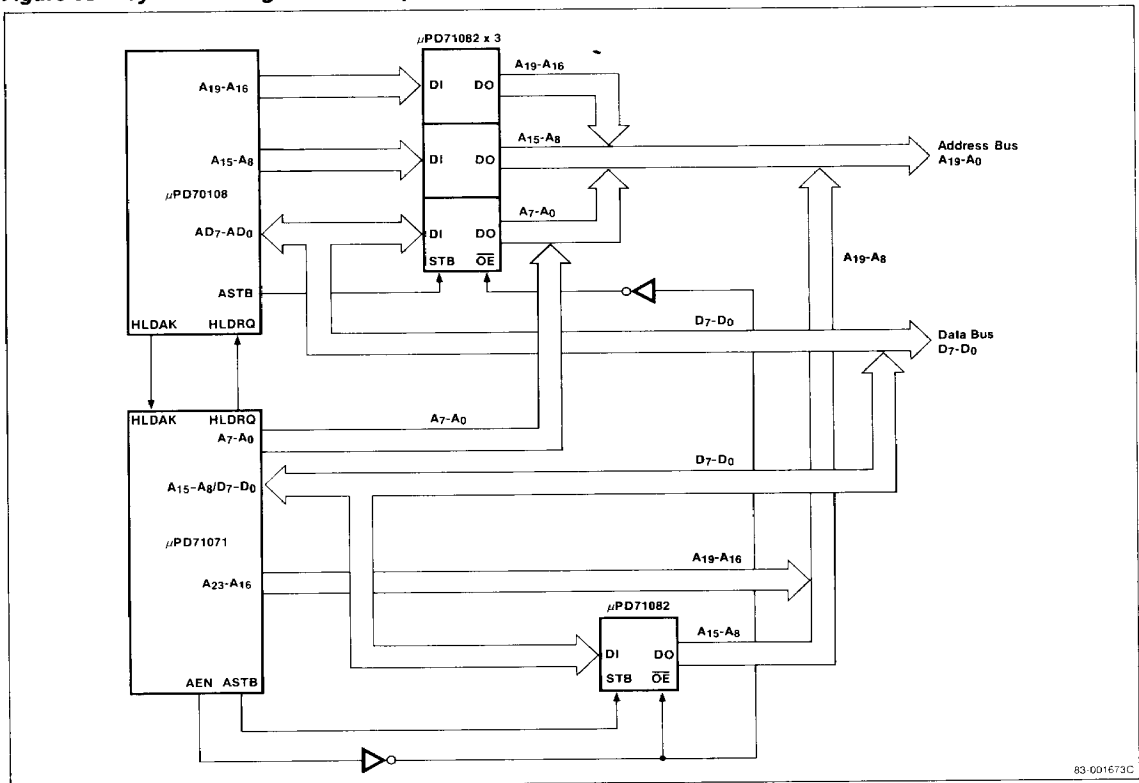 μPD71082 x 3
A19-A16
DI DO
A19-A16
A15-A8
DI DO
A15-A8
Address Bus
A19-A0
μPD70108
AD7-AD0
DI DO
A7-A0
STB OE
A19-A8
ASTB
HLDAK HLDRQ
D7-D0
Data Bus
D7-D0
HLDAK HLDRQ
A7-A0
A7-A0
A15-A8/D7-D0
D7-D0
μPD71071
A23-A16
A19-A16
μPD71082
DI DO
A15-A8
STB OE
AEN ASTB
83-001673C